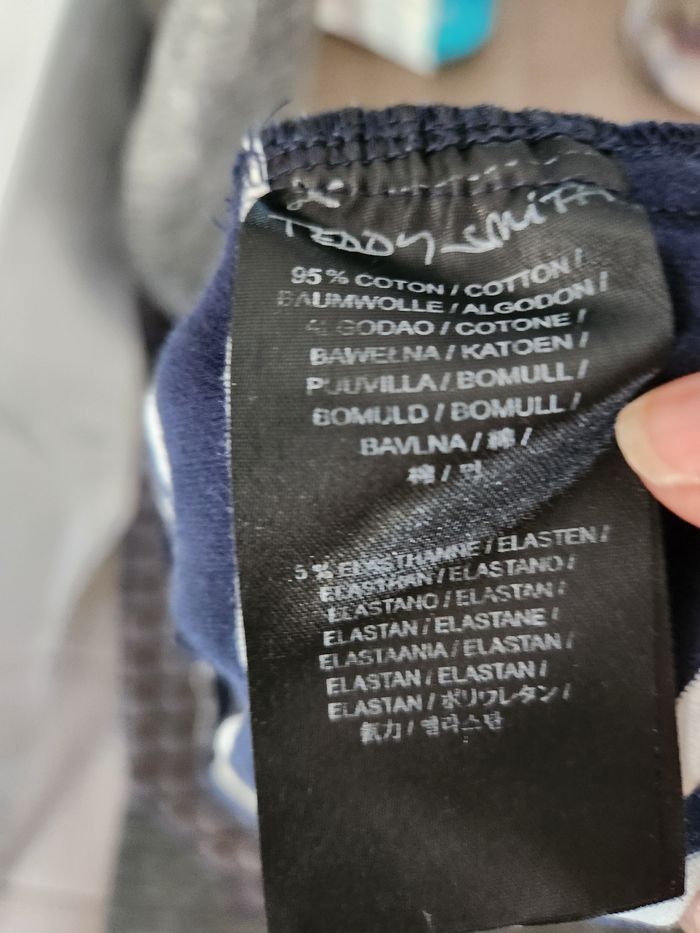 TEDDY SMITH
95% COTON / COTTON /
BAUMWOLLE / ALGODON /
ALGODAO / COTONE /
BAWEŁNA / KATOEN /
PUUVILLA / BOMULL /
BOMULD / BOMULL /
BAVLNA / 綿 /
棉 / 면
5% ELASTHANNE / ELASTEN /
ELASTHAN / ELASTANO /
ELASTANO / ELASTAN /
ELASTAN / ELASTANE /
ELASTAANIA / ELASTAN /
ELASTAN / ELASTAN /
ELASTAN / ポリウレタン /
氨力 / 엘라스탄